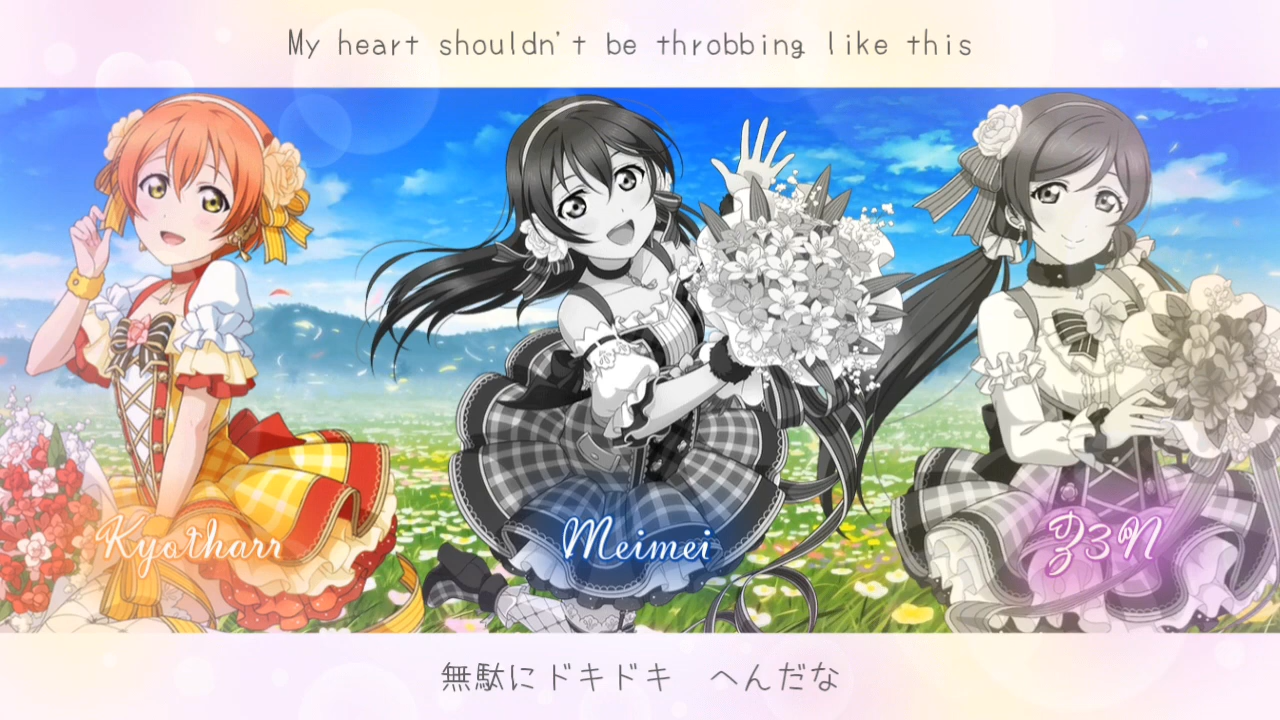 My heart shouldn't be throbbing like this
Kyotharr
Meimei
Z3N
無駄にドキドキ　へんだな